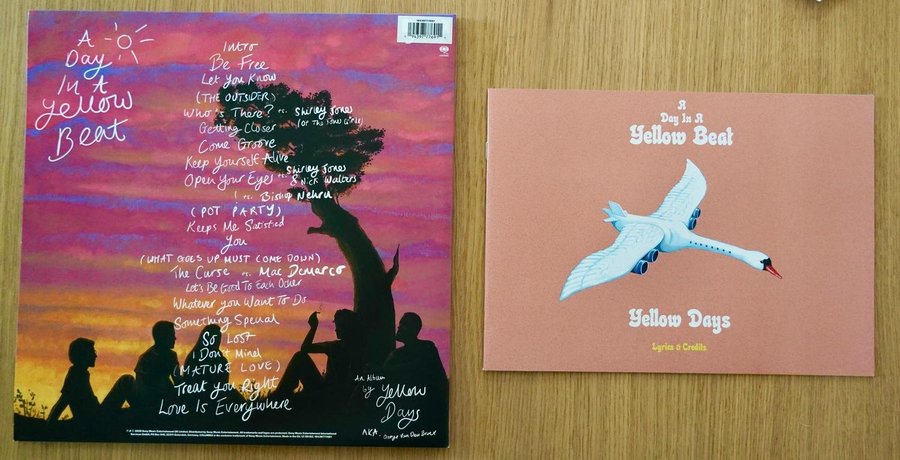 A
Day
In A
Yellow
Beat
Intro
Be Free
Let You Know
(THE OUTSIDER)
Who's There? ft. Shirley Jones
(Of The Jones Girls)
Getting Closer
Come Groove
Keep Yourself Alive
Open Your Eyes ft. Shirley Jones
& Nick Walters
! ft. Bishop Nehru
(POT PARTY)
Keeps Me Satisfied
You
(WHAT GOES UP MUST COME DOWN)
The Curse ft. Mac Demarco
Let's Be Good To Each Other
Whatever You Want To Do
Something Special
So Lost
I Don't Mind
(MATURE LOVE)
Treat You Right
Love Is Everywhere
An Album
by Yellow
Days
AKA -
A
Day In A
Yellow Beat
Yellow Days
Lyrics & Credits